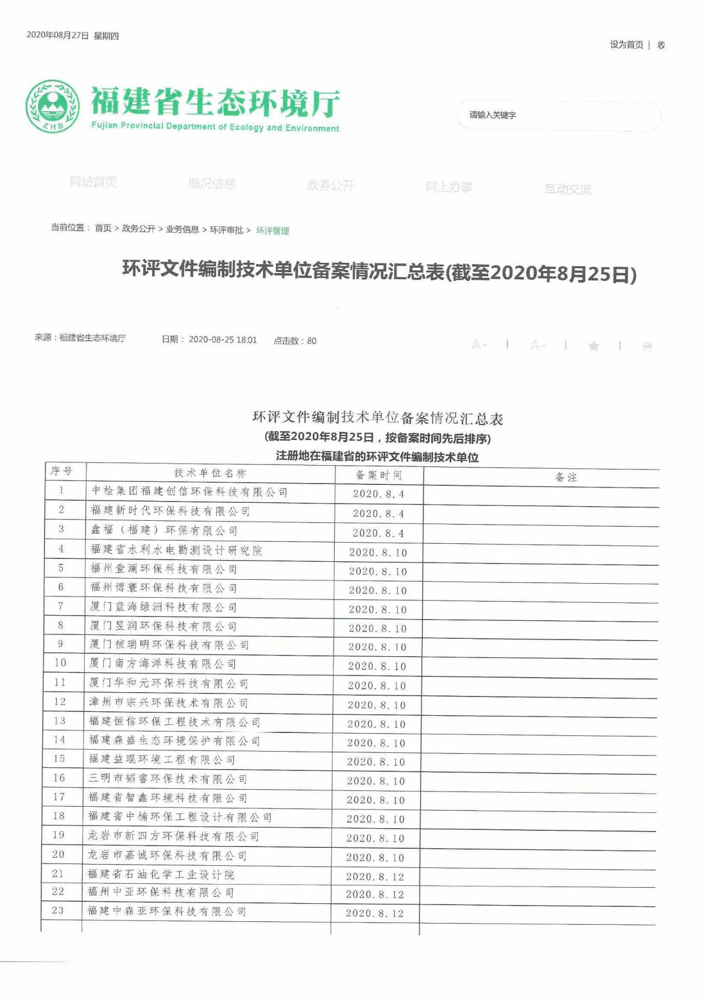 2020年08月27日 星期四
设为首页 | 收
福建省生态环境厅
Fujian Provincial Department of Ecology and Environment
ZHB
请输入关键字
网站首页 概况信息 政务公开 网上办事 互动交流
当前位置: 首页 > 政务公开 > 业务信息 > 环评审批 > 环评管理
环评文件编制技术单位备案情况汇总表(截至2020年8月25日)
来源:福建省生态环境厅 日期: 2020-08-25 18:01 点击数:80
A+ | A- | |
环评文件编制技术单位备案情况汇总表
(截至2020年8月25日,按备案时间先后排序)
注册地在福建省的环评文件编制技术单位
序号 技术单位名称 备案时间 备注
1 中检集团福建创信环保科技有限公司 2020.8.4
2 福建新时代环保科技有限公司 2020.8.4
3 鑫福(福建)环保有限公司 2020.8.4
4 福建省水利水电勘测设计研究院 2020.8.10
5 福州壹澜环保科技有限公司 2020.8.10
6 福州博寰环保科技有限公司 2020.8.10
7 厦门蓝海绿洲科技有限公司 2020.8.10
8 厦门昱润环保科技有限公司 2020.8.10
9 厦门祯瑞明环保科技有限公司 2020.8.10
10 厦门南方海洋科技有限公司 2020.8.10
11 厦门华和元环保科技有限公司 2020.8.10
12 漳州市宗兴环保技术有限公司 2020.8.10
13 福建恒信环保工程技术有限公司 2020.8.10
14 福建森盛生态环境保护有限公司 2020.8.10
15 福建益琨环境工程有限公司 2020.8.10
16 三明市韬睿环保技术有限公司 2020.8.10
17 福建省智鑫环境科技有限公司 2020.8.10
18 福建省中楠环保工程设计有限公司 2020.8.10
19 龙岩市新四方环保科技有限公司 2020.8.10
20 龙岩市嘉诚环保科技有限公司 2020.8.10
21 福建省石油化学工业设计院 2020.8.12
22 福州中亚环保科技有限公司 2020.8.12
23 福建中森亚环保科技有限公司 2020.8.12